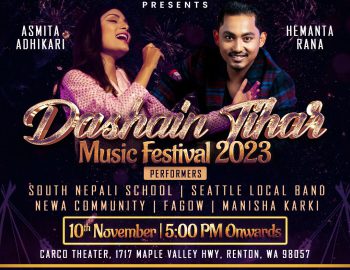 PRESENTS
ASMITA
ADHIKARI
HEMANTA
RANA
Dashain Tihar
Music Festival 2023
PERFORMERS
SOUTH NEPALI SCHOOL | SEATTLE LOCAL BAND
NEWA COMMUNITY | FAGOW | MANISHA KARKI
10th November | 5:00 PM Onwards
CARCO THEATER, 1717 MAPLE VALLEY HWY, RENTON, WA 98057